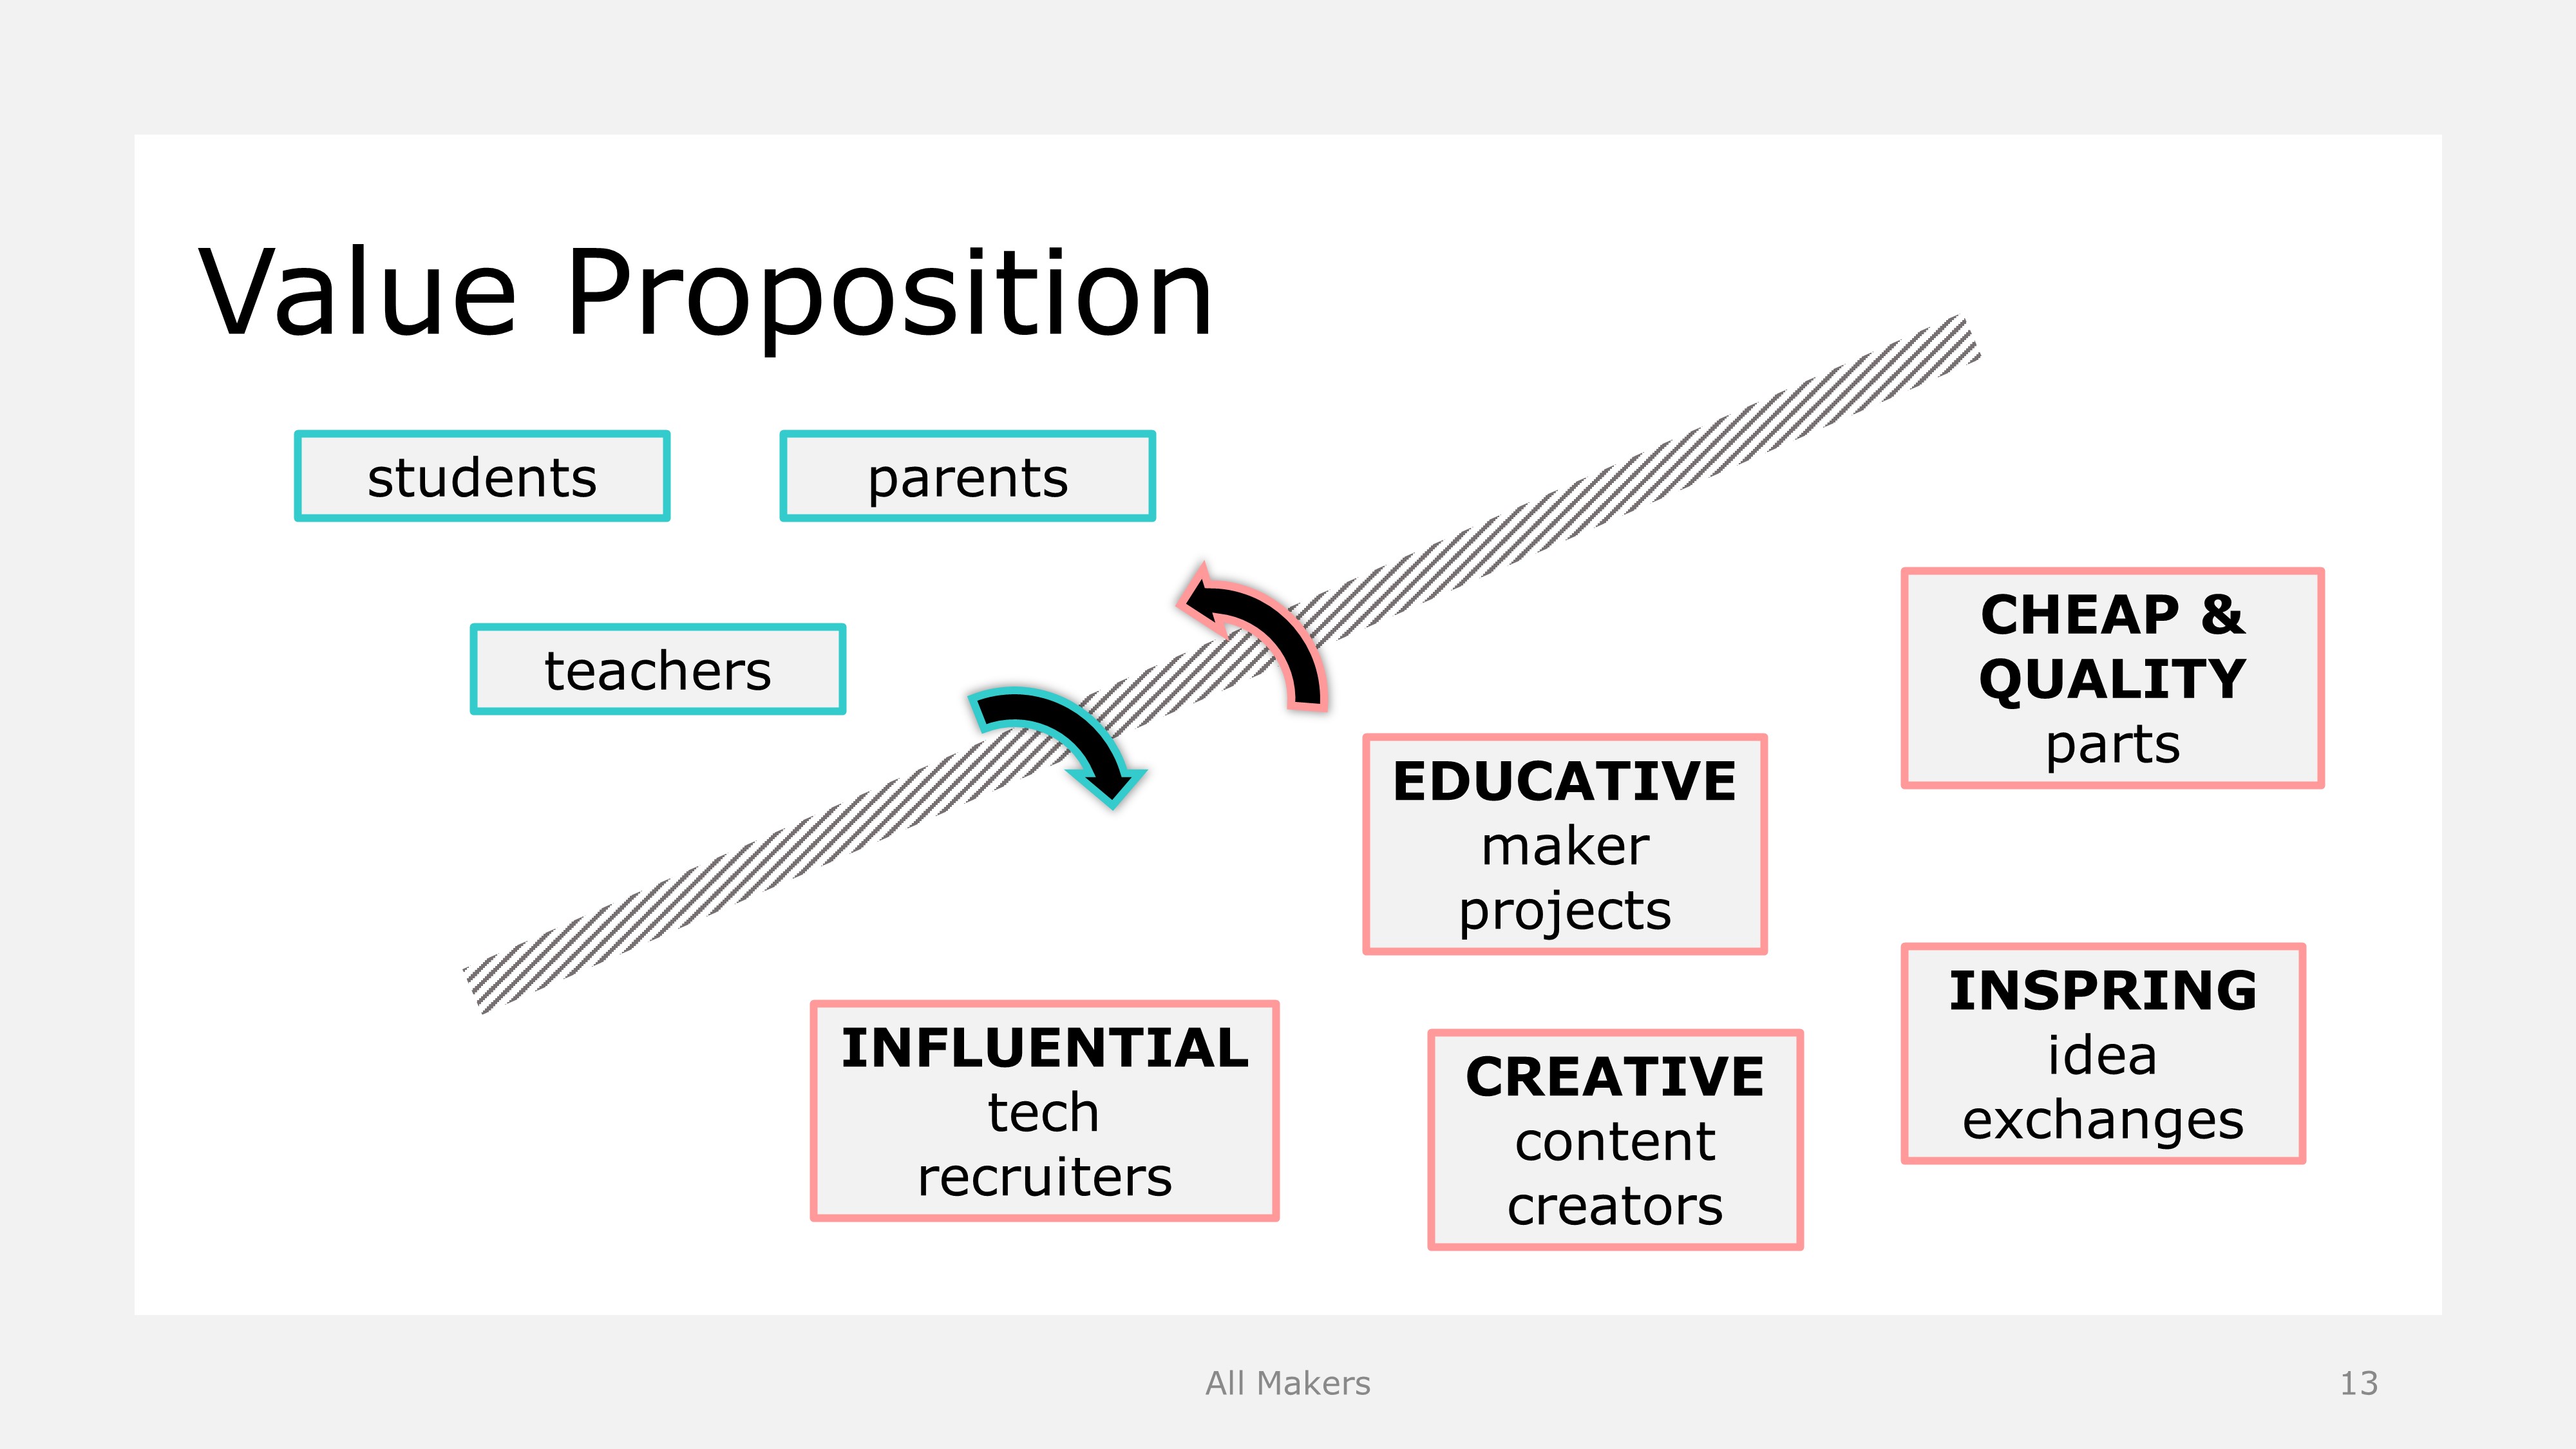 Value Proposition
students
parents
teachers
CHEAP &
QUALITY
parts
EDUCATIVE
maker
projects
INSPRING
idea
exchanges
INFLUENTIAL
tech
recruiters
CREATIVE
content
creators
All Makers
13